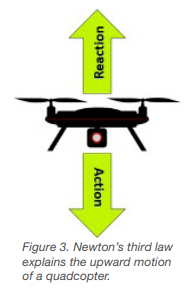 Reaction
Action
Figure 3. Newton's third law
explains the upward motion
of a quadcopter.